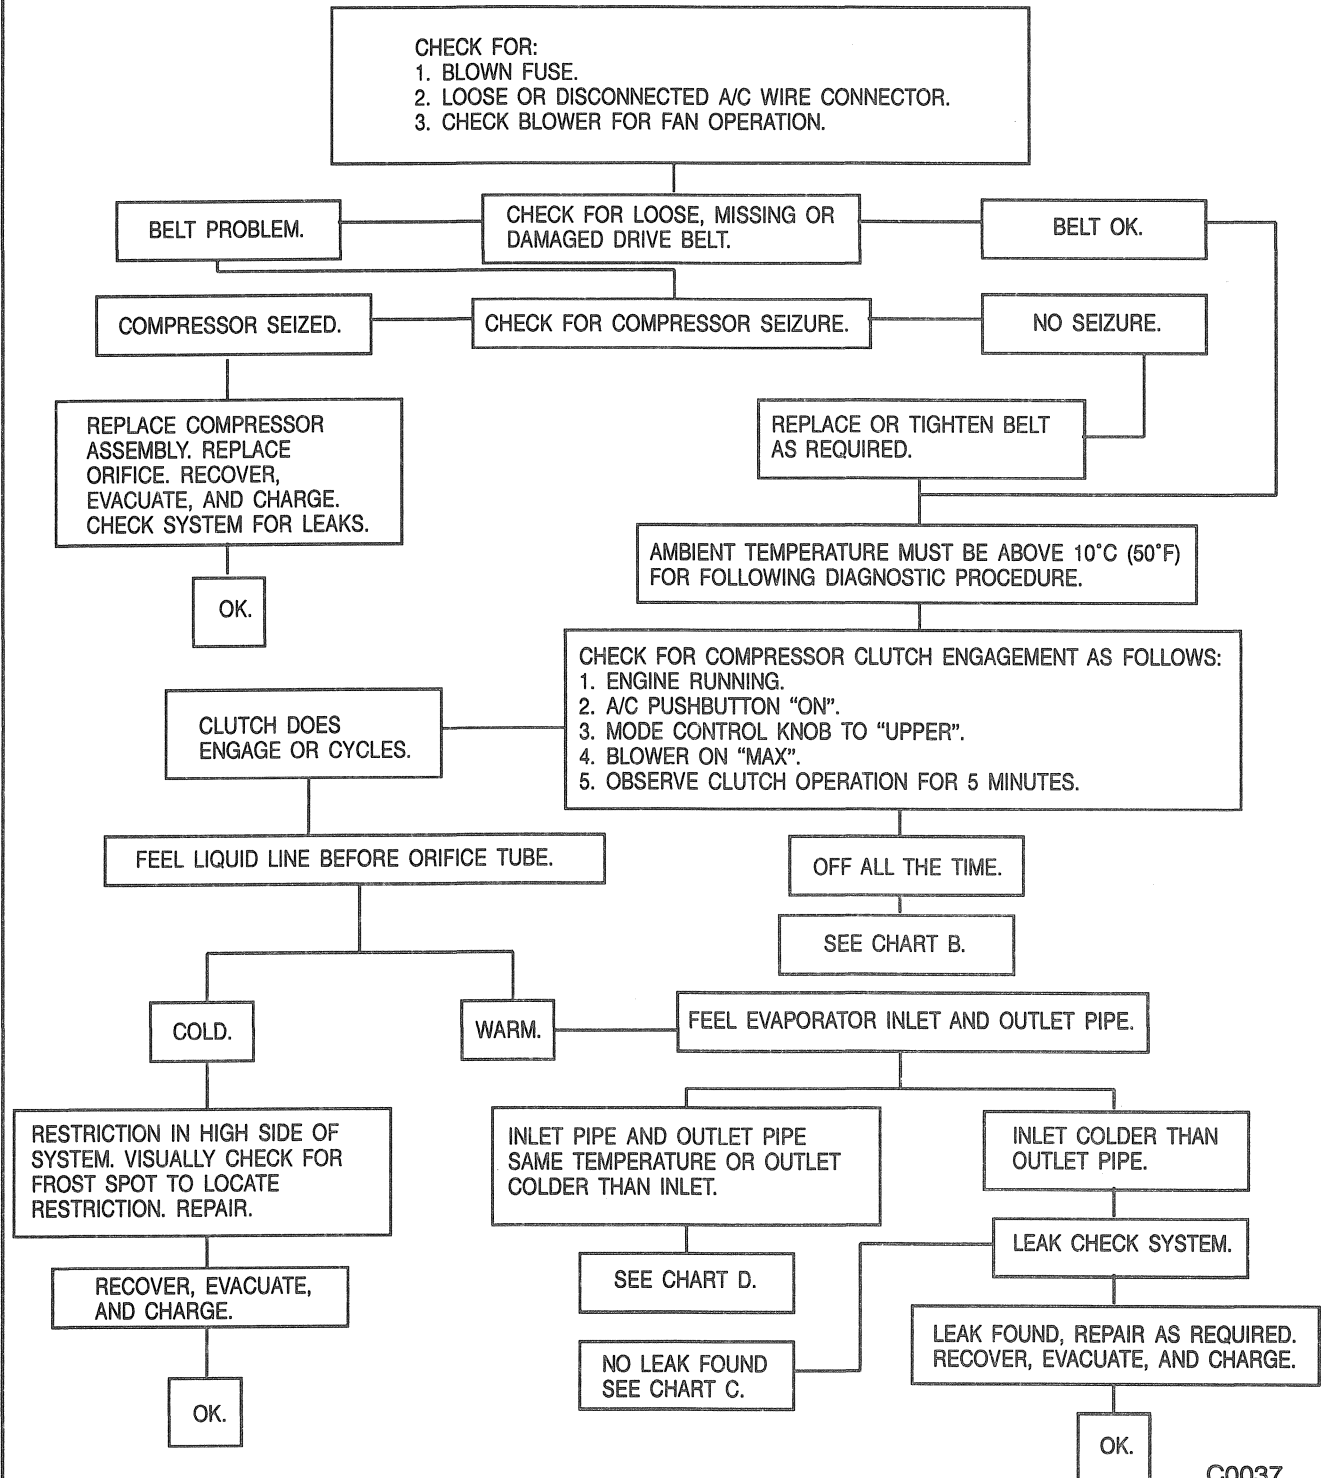 CHECK FOR:
1. BLOWN FUSE.
2. LOOSE OR DISCONNECTED A/C WIRE CONNECTOR.
3. CHECK BLOWER FOR FAN OPERATION.
BELT PROBLEM.
CHECK FOR LOOSE, MISSING OR
DAMAGED DRIVE BELT.
BELT OK.
COMPRESSOR SEIZED.
CHECK FOR COMPRESSOR SEIZURE.
NO SEIZURE.
REPLACE COMPRESSOR
ASSEMBLY. REPLACE
ORIFICE. RECOVER,
EVACUATE, AND CHARGE.
CHECK SYSTEM FOR LEAKS.
REPLACE OR TIGHTEN BELT
AS REQUIRED.
OK.
AMBIENT TEMPERATURE MUST BE ABOVE 10°C (50°F)
FOR FOLLOWING DIAGNOSTIC PROCEDURE.
CHECK FOR COMPRESSOR CLUTCH ENGAGEMENT AS FOLLOWS:
1. ENGINE RUNNING.
2. A/C PUSHBUTTON “ON”.
3. MODE CONTROL KNOB TO “UPPER”.
4. BLOWER ON “MAX”.
5. OBSERVE CLUTCH OPERATION FOR 5 MINUTES.
CLUTCH DOES
ENGAGE OR CYCLES.
FEEL LIQUID LINE BEFORE ORIFICE TUBE.
OFF ALL THE TIME.
SEE CHART B.
COLD.
WARM.
FEEL EVAPORATOR INLET AND OUTLET PIPE.
RESTRICTION IN HIGH SIDE OF
SYSTEM. VISUALLY CHECK FOR
FROST SPOT TO LOCATE
RESTRICTION. REPAIR.
INLET PIPE AND OUTLET PIPE
SAME TEMPERATURE OR OUTLET
COLDER THAN INLET.
INLET COLDER THAN
OUTLET PIPE.
LEAK CHECK SYSTEM.
RECOVER, EVACUATE,
AND CHARGE.
SEE CHART D.
LEAK FOUND, REPAIR AS REQUIRED.
RECOVER, EVACUATE, AND CHARGE.
NO LEAK FOUND
SEE CHART C.
OK.
OK.
C0037